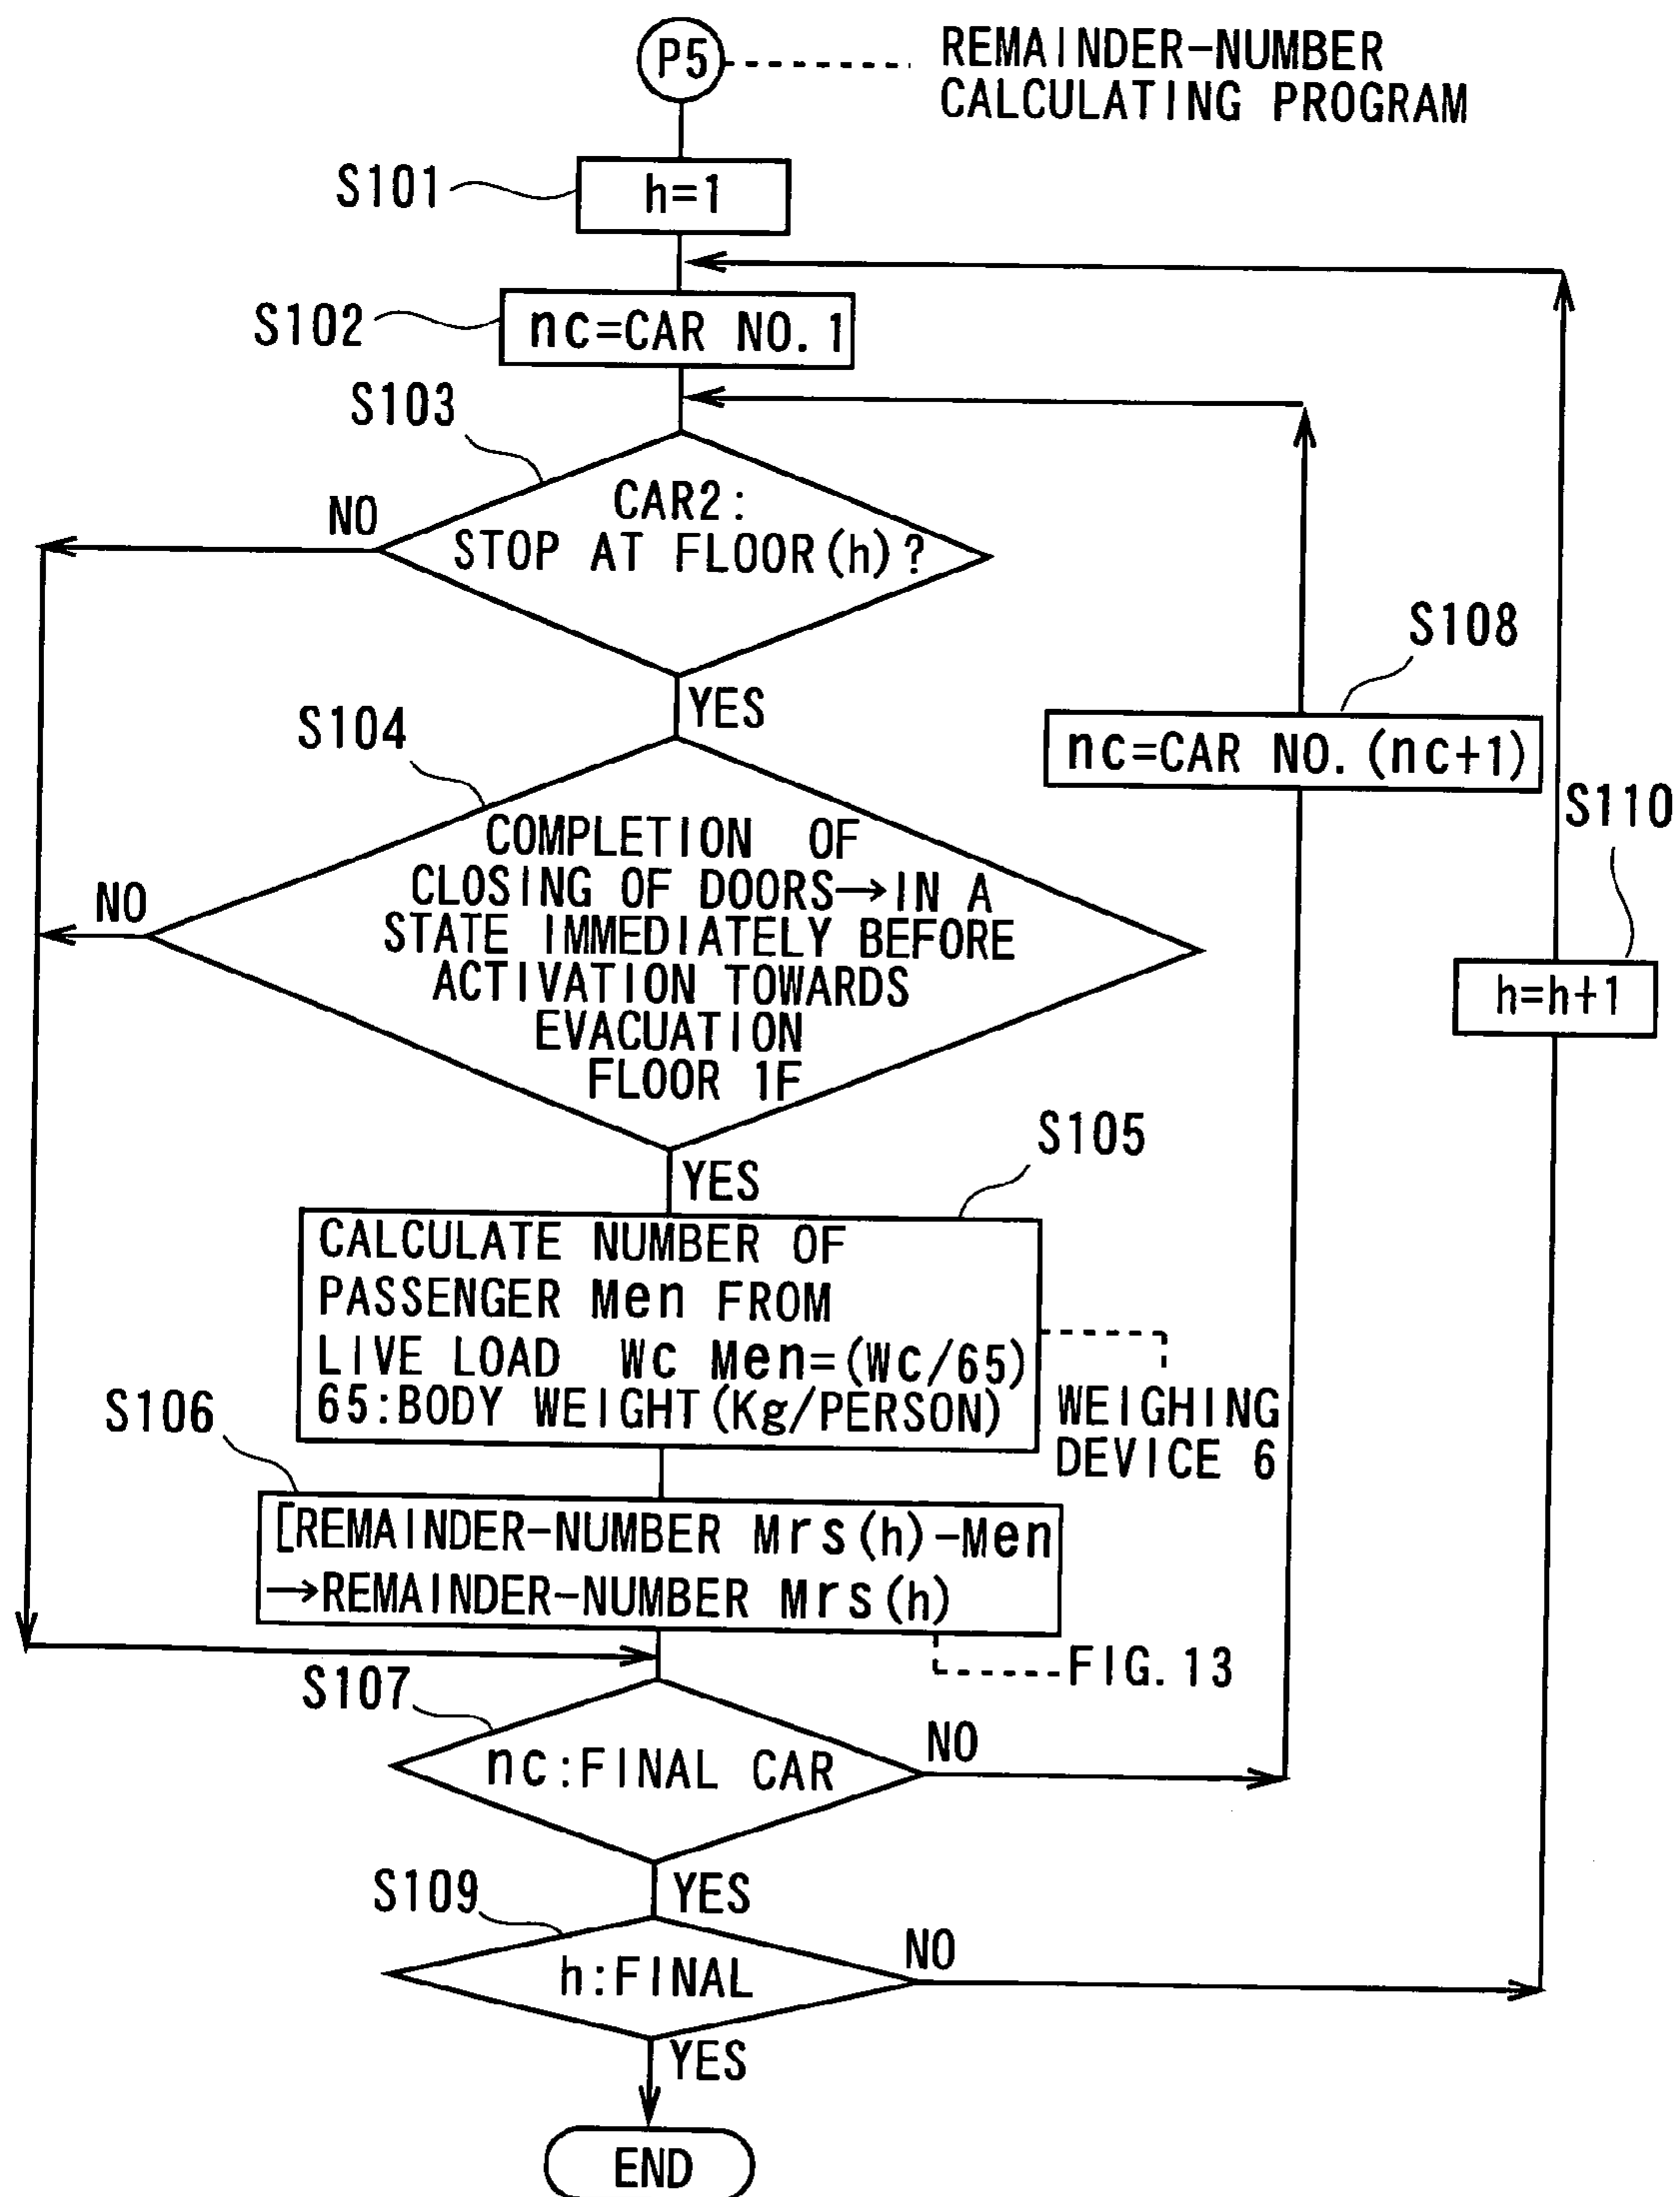 P5
REMAINDER-NUMBER
CALCULATING PROGRAM
S101
h=1
S102
nc=CAR NO.1
S103
CAR2:
STOP AT FLOOR(h)?
NO
YES
S108
nc=CAR NO.(nc+1)
S104
COMPLETION OF
CLOSING OF DOORS→IN A
STATE IMMEDIATELY BEFORE
ACTIVATION TOWARDS
EVACUATION
FLOOR 1F
NO
YES
S110
h=h+1
S105
CALCULATE NUMBER OF
PASSENGER Men FROM
LIVE LOAD Wc Men=(Wc/65)
65:BODY WEIGHT(Kg/PERSON)
WEIGHING
DEVICE 6
S106
[REMAINDER-NUMBER Mrs(h)-Men
→REMAINDER-NUMBER Mrs(h)
FIG.13
S107
nc:FINAL CAR
NO
YES
S109
h:FINAL
NO
YES
END